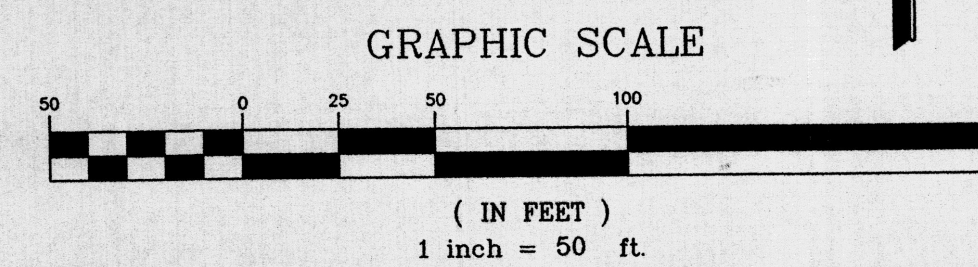 GRAPHIC SCALE
50 0 25 50 100
( IN FEET )
1 inch = 50 ft.